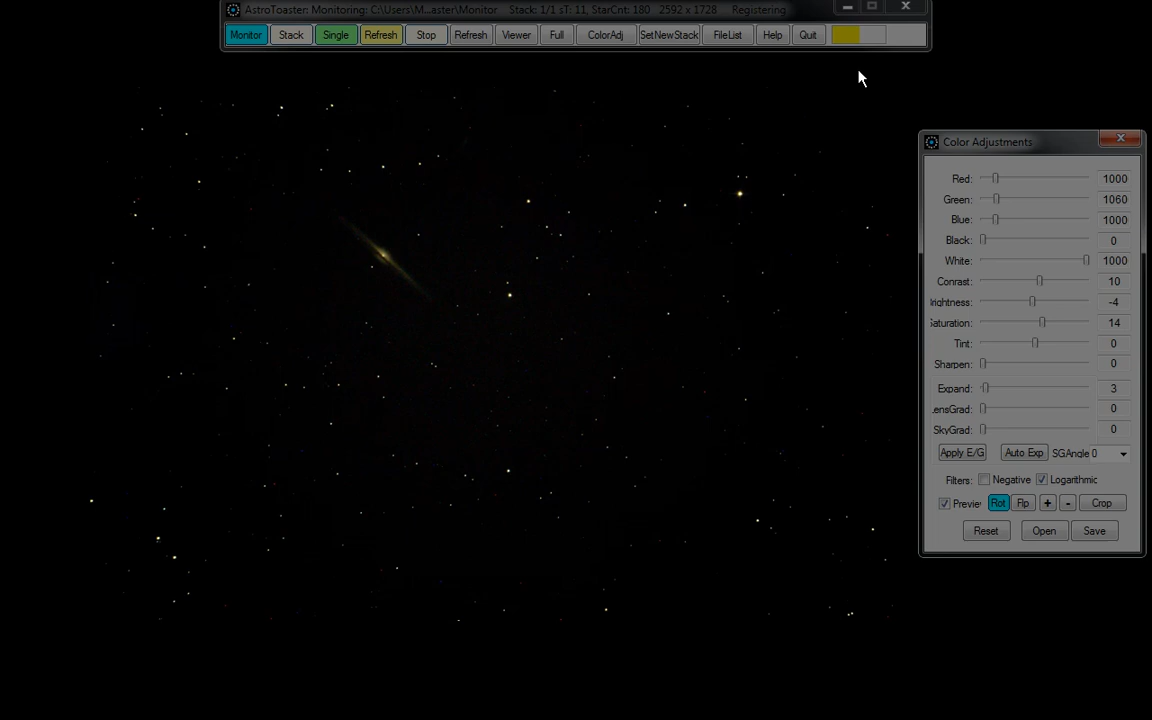 AstroToaster: Monitoring: C:\Users\M...aster\Monitor Stack: 1/1 sT: 11, StarCnt: 180 2592 x 1728 Registering
Monitor Stack Single Refresh Stop Refresh Viewer Full ColorAdj SetNewStack FileList Help Quit
Color Adjustments
Red: 1000
Green: 1060
Blue: 1000
Black: 0
White: 1000
Conrast: 10
Irightness: -4
Saturation: 14
Tint: 0
Sharpen: 0
Expand: 3
LensGrad: 0
SkyGrad: 0
Apply E/G Auto Exp SGAngle 0
Filters: Negative Logarithmic
Previe Rot Flp + - Crop
Reset Open Save